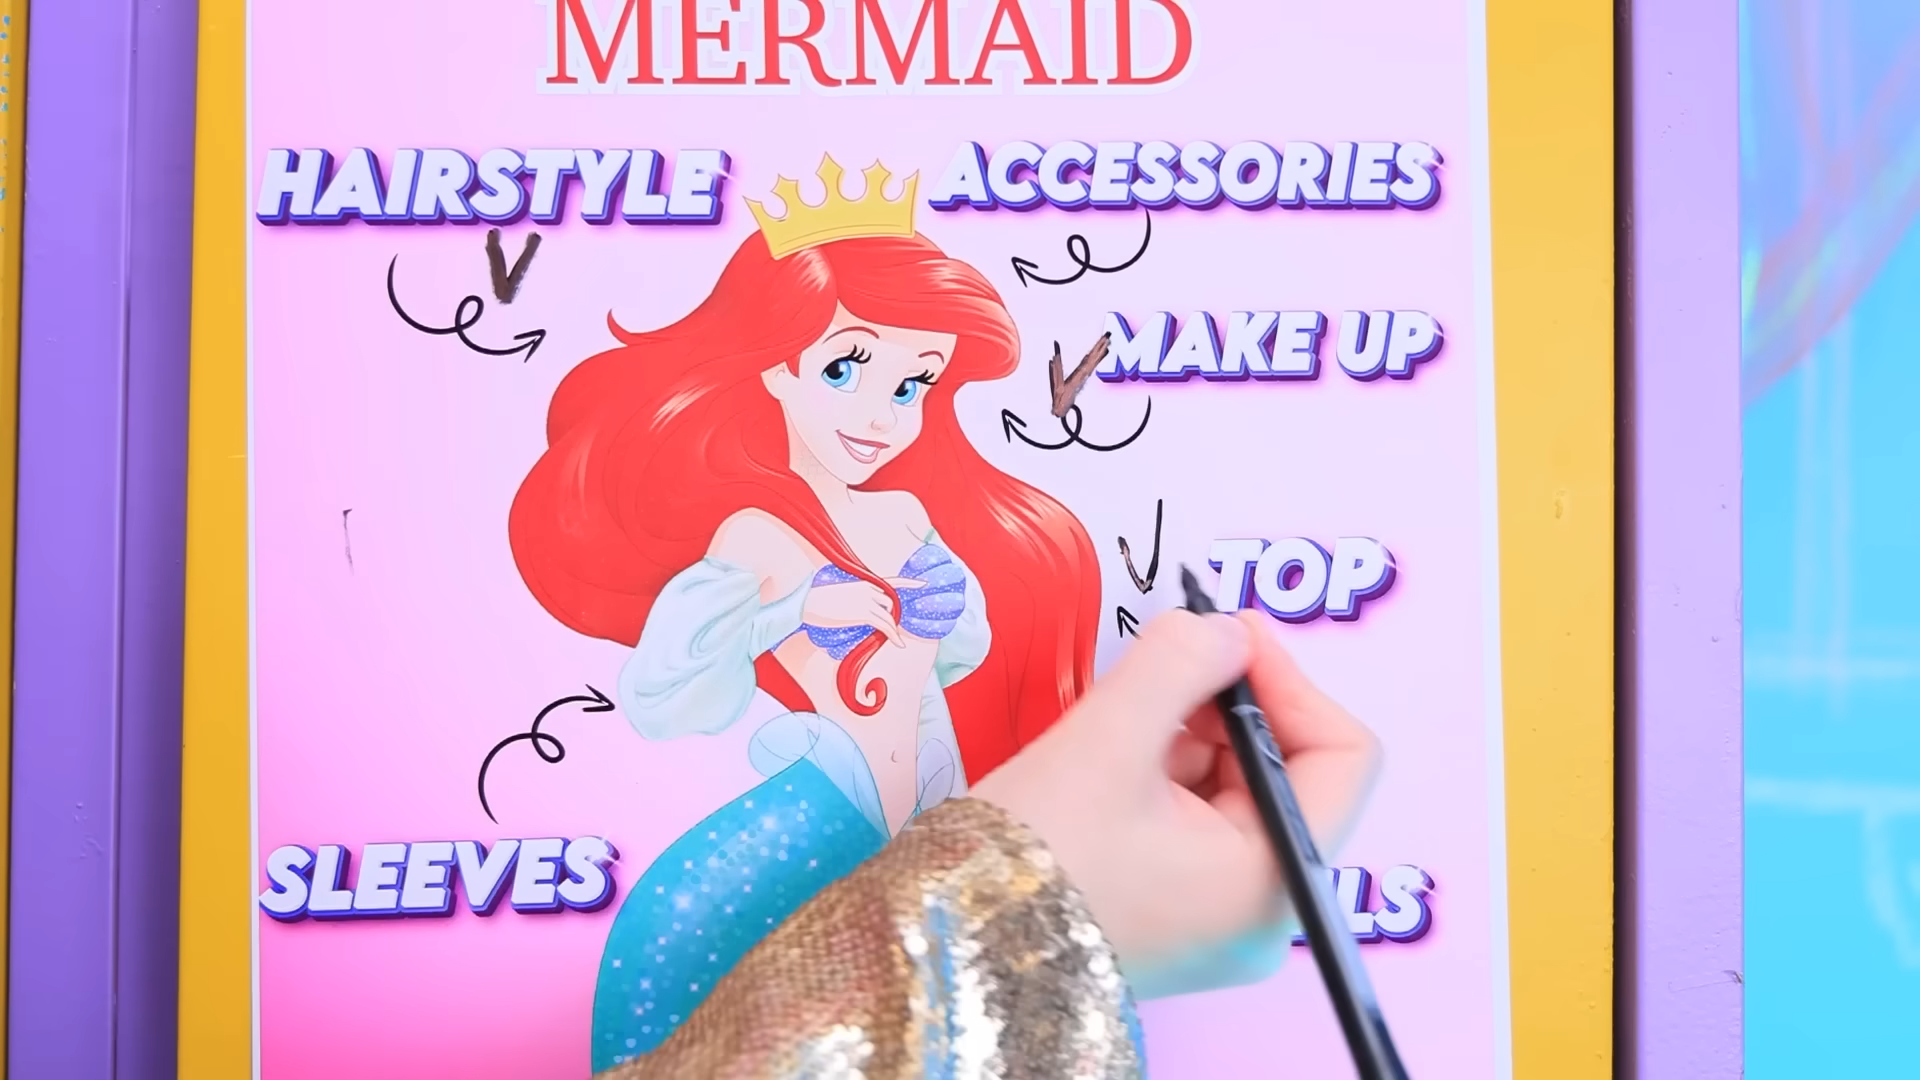 MERMAID
HAIRSTYLE
ACCESSORIES
MAKE UP
TOP
SLEEVES